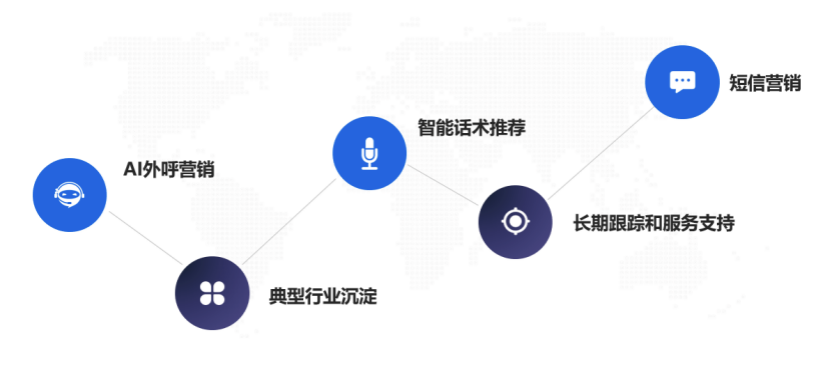 AI外呼营销
典型行业沉淀
智能话术推荐
长期跟踪和服务支持
短信营销